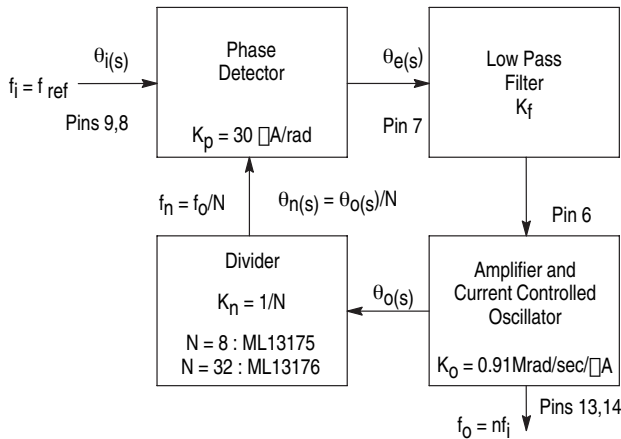 θi(s)
fi = f ref
Pins 9,8
Phase
Detector
Kp = 30 □A/rad
θe(s)
Pin 7
Low Pass
Filter
Kf
fn = fo/N
θn(s) = θo(s)/N
Pin 6
Divider
Kn = 1/N
N = 8 : ML13175
N = 32 : ML13176
θo(s)
Amplifier and
Current Controlled
Oscillator
Ko = 0.91Mrad/sec/□A
Pins 13,14
fo = nfi